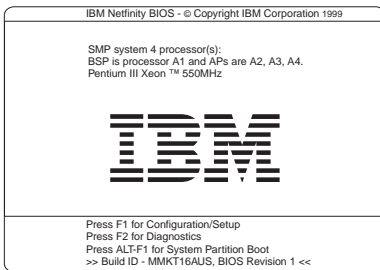 IBM Netfinity BIOS - © Copyright IBM Corporation 1999
SMP system 4 processor(s):
BSP is processor A1 and APs are A2, A3, A4.
Pentium III Xeon ™ 550MHz
IBM
Press F1 for Configuration/Setup
Press F2 for Diagnostics
Press ALT-F1 for System Partition Boot
>> Build ID - MMKT16AUS, BIOS Revision 1 <<